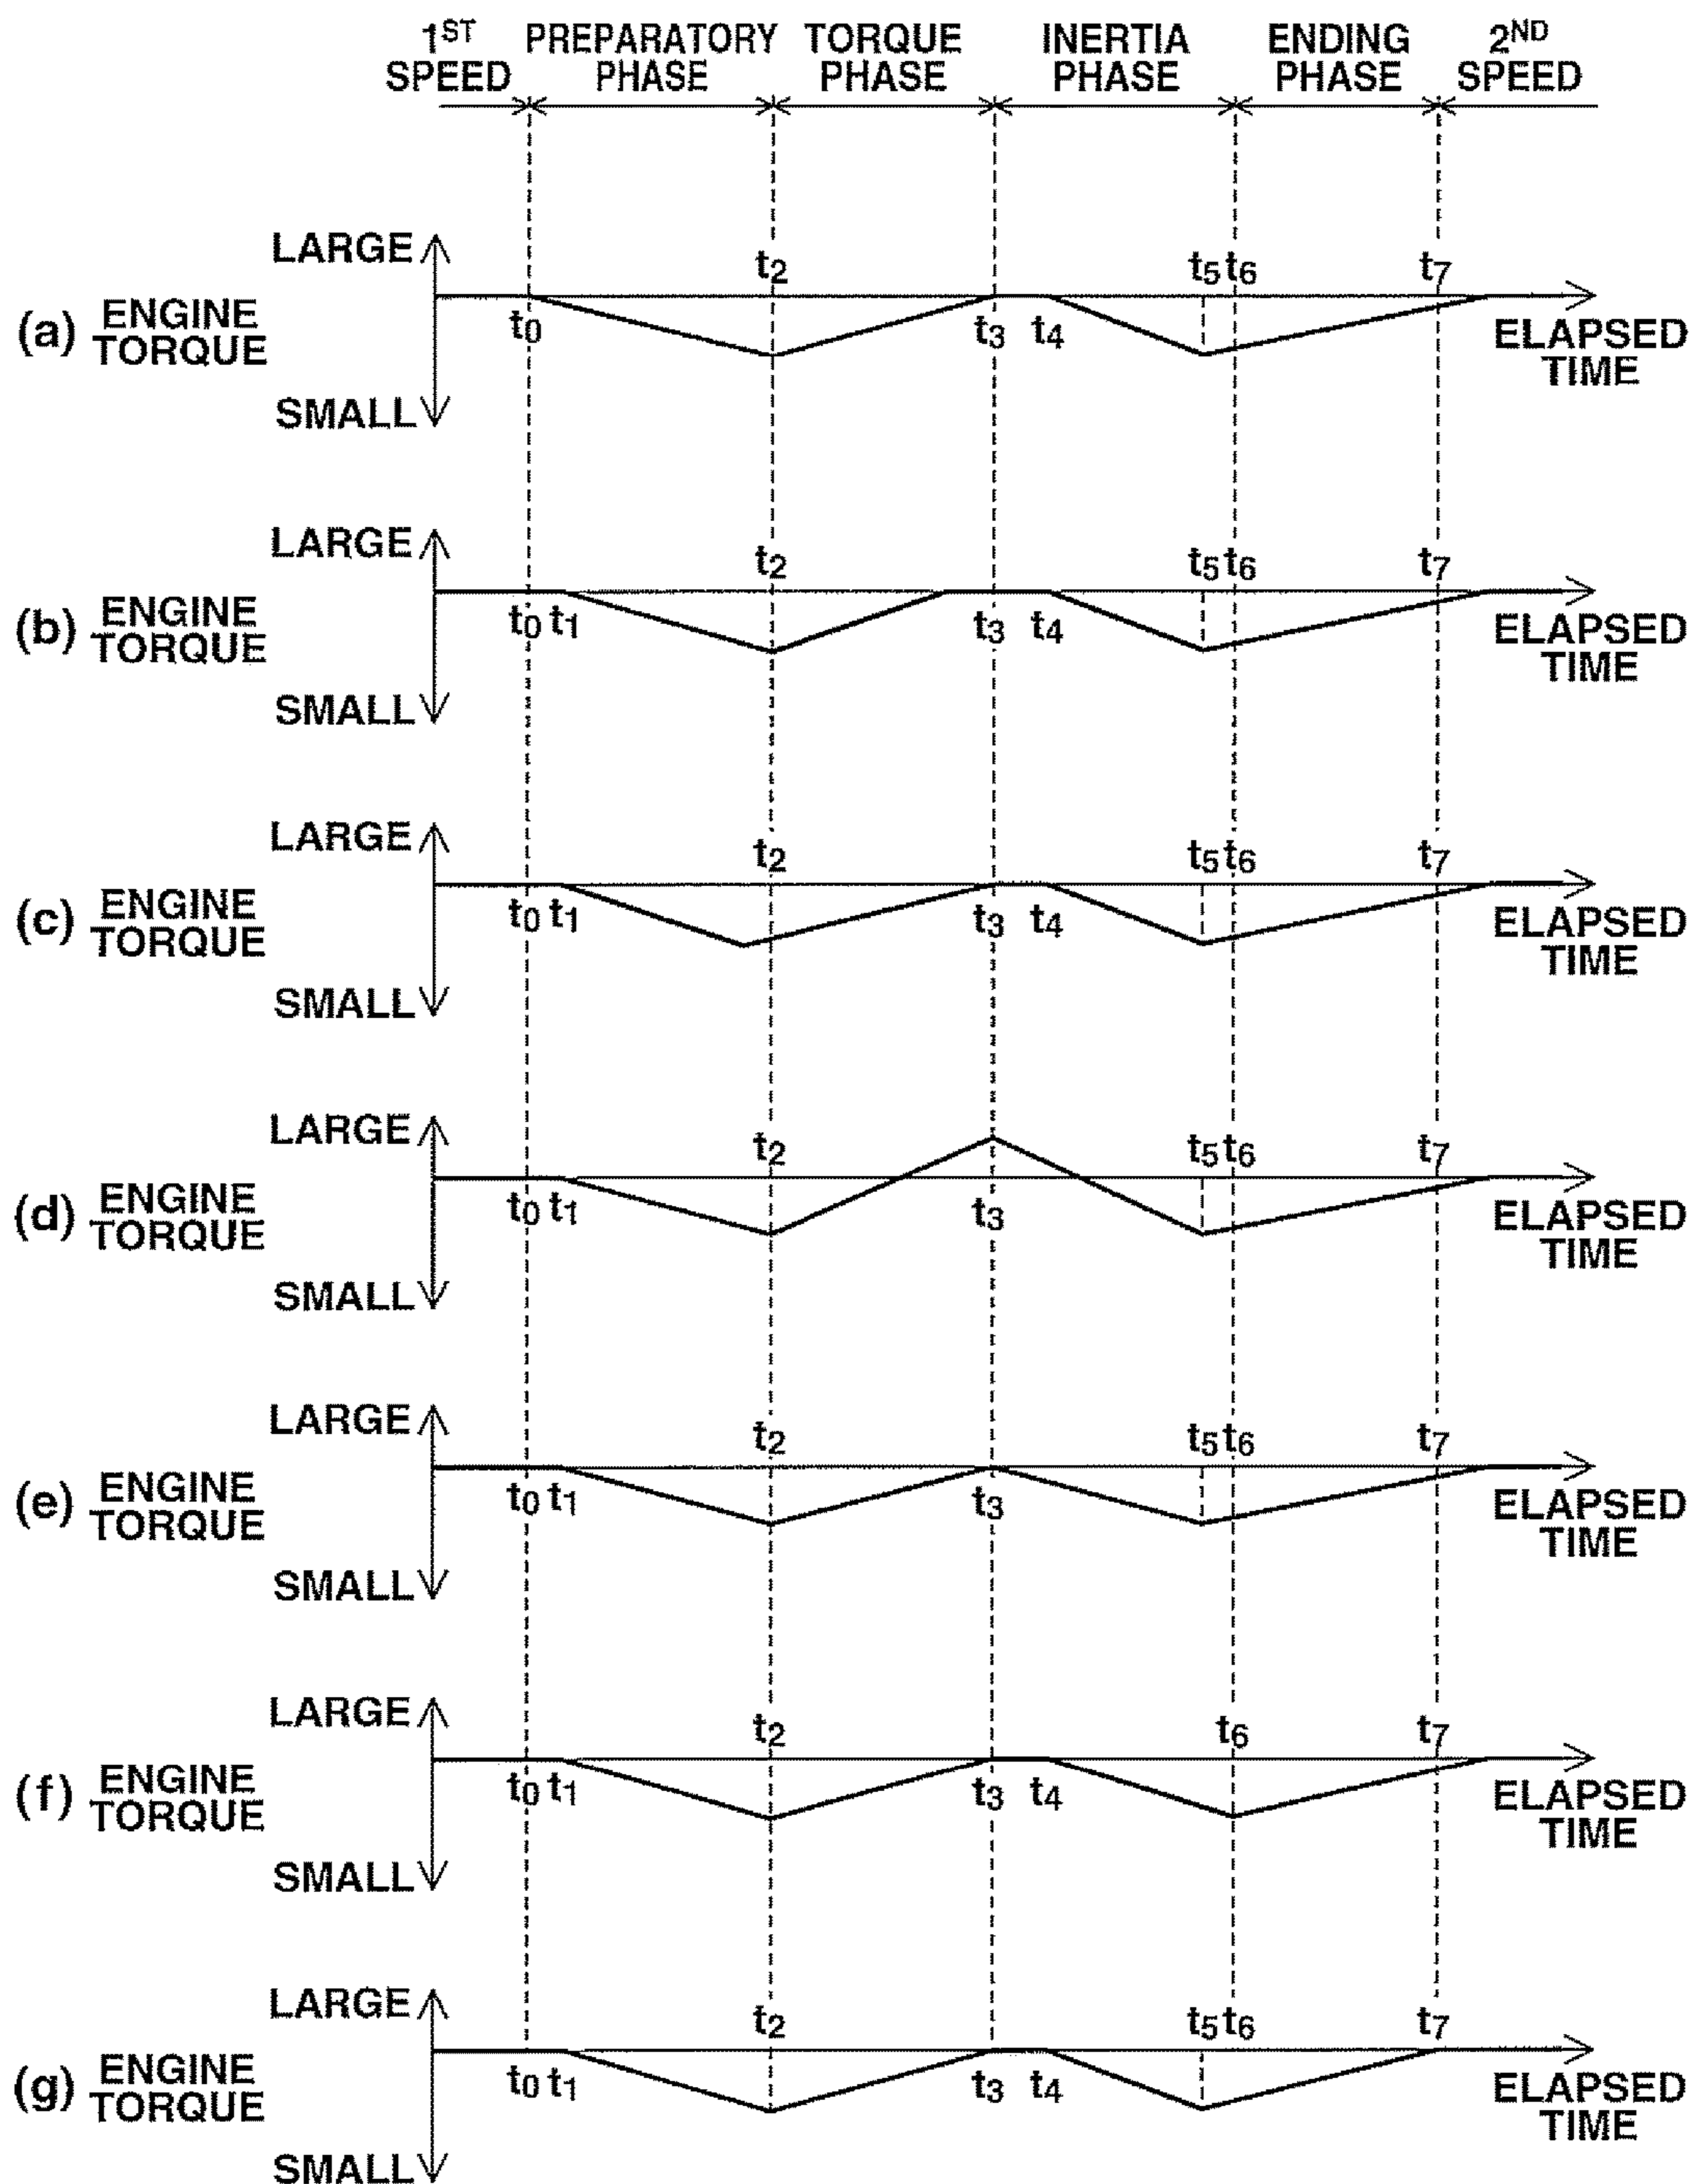 1ST SPEED PREPARATORY PHASE TORQUE PHASE INERTIA PHASE ENDING PHASE 2ND SPEED
LARGE
t2 t5 t6 t7
(a) ENGINE TORQUE
t0 t3 t4
ELAPSED TIME
SMALL
LARGE
t2 t5 t6 t7
(b) ENGINE TORQUE
t0 t1 t3 t4
ELAPSED TIME
SMALL
LARGE
t2 t5 t6 t7
(c) ENGINE TORQUE
t0 t1 t3 t4
ELAPSED TIME
SMALL
LARGE
t2 t5 t6 t7
(d) ENGINE TORQUE
t0 t1 t3
ELAPSED TIME
SMALL
LARGE
t2 t5 t6 t7
(e) ENGINE TORQUE
t0 t1 t3
ELAPSED TIME
SMALL
LARGE
t2 t6 t7
(f) ENGINE TORQUE
t0 t1 t3 t4
ELAPSED TIME
SMALL
LARGE
t2 t5 t6 t7
(g) ENGINE TORQUE
t0 t1 t3 t4
ELAPSED TIME
SMALL